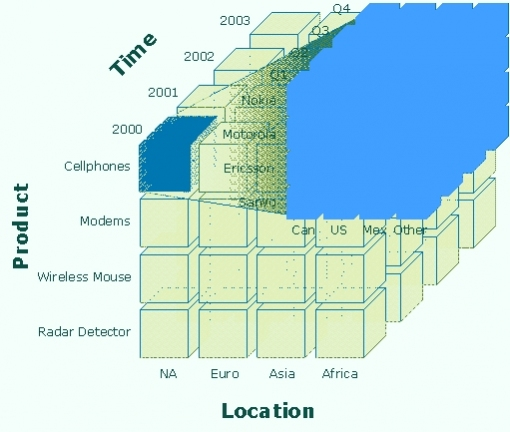 Q4
2003
Q3
Time
2002
Q1
2001
Nokia
2000
Motorola
Cellphones
Ericsson
Sanyo
Product
Modems
Can US Mex Other
Wireless Mouse
Radar Detector
NA Euro Asia Africa
Location